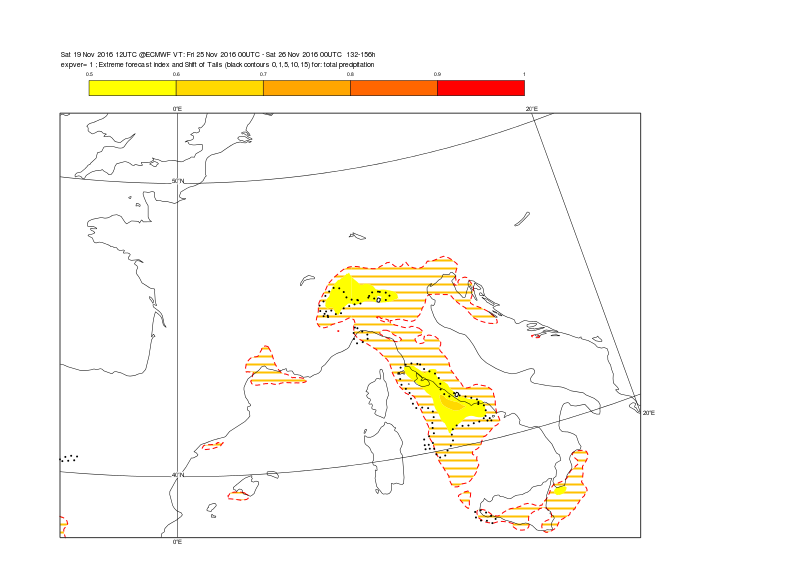 Sat 19 Nov 2016 12UTC @ECMWF VT: Fri 25 Nov 2016 00UTC - Sat 26 Nov 2016 00UTC 132-156h
expver= 1 ; Extreme forecast index and Shift of Tails (black contours 0,1,5,10,15) for: total precipitation
0.5 0.6 0.7 0.8 0.9 1
0°E 20°E
50°N
0
0
20°E
40°N
0°E